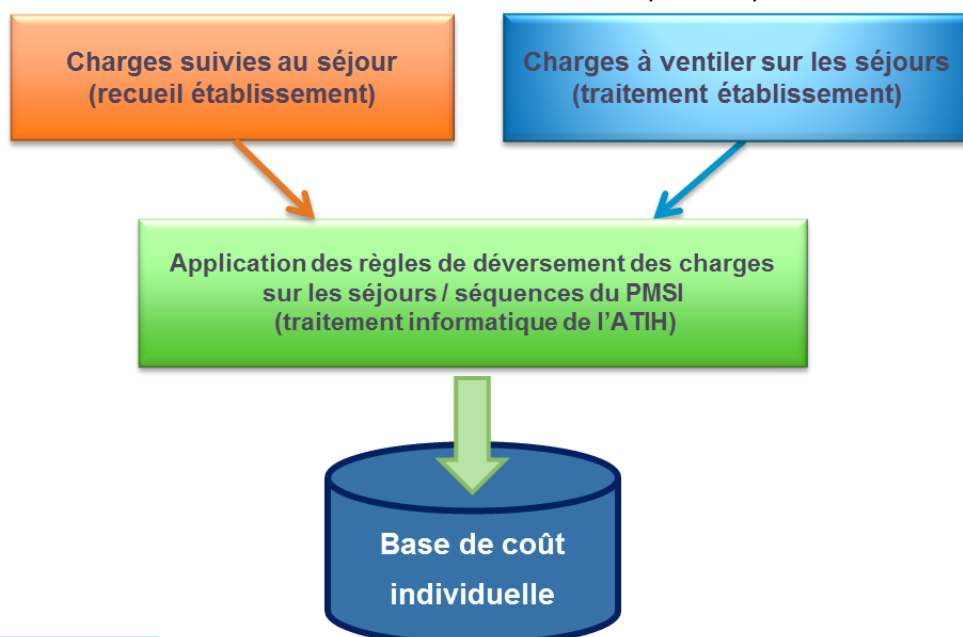 Charges suivies au séjour
(recueil établissement)
Charges à ventiler sur les séjours
(traitement établissement)
Application des règles de déversement des charges
sur les séjours / séquences du PMSI
(traitement informatique de l'ATIH)
Base de coût
individuelle